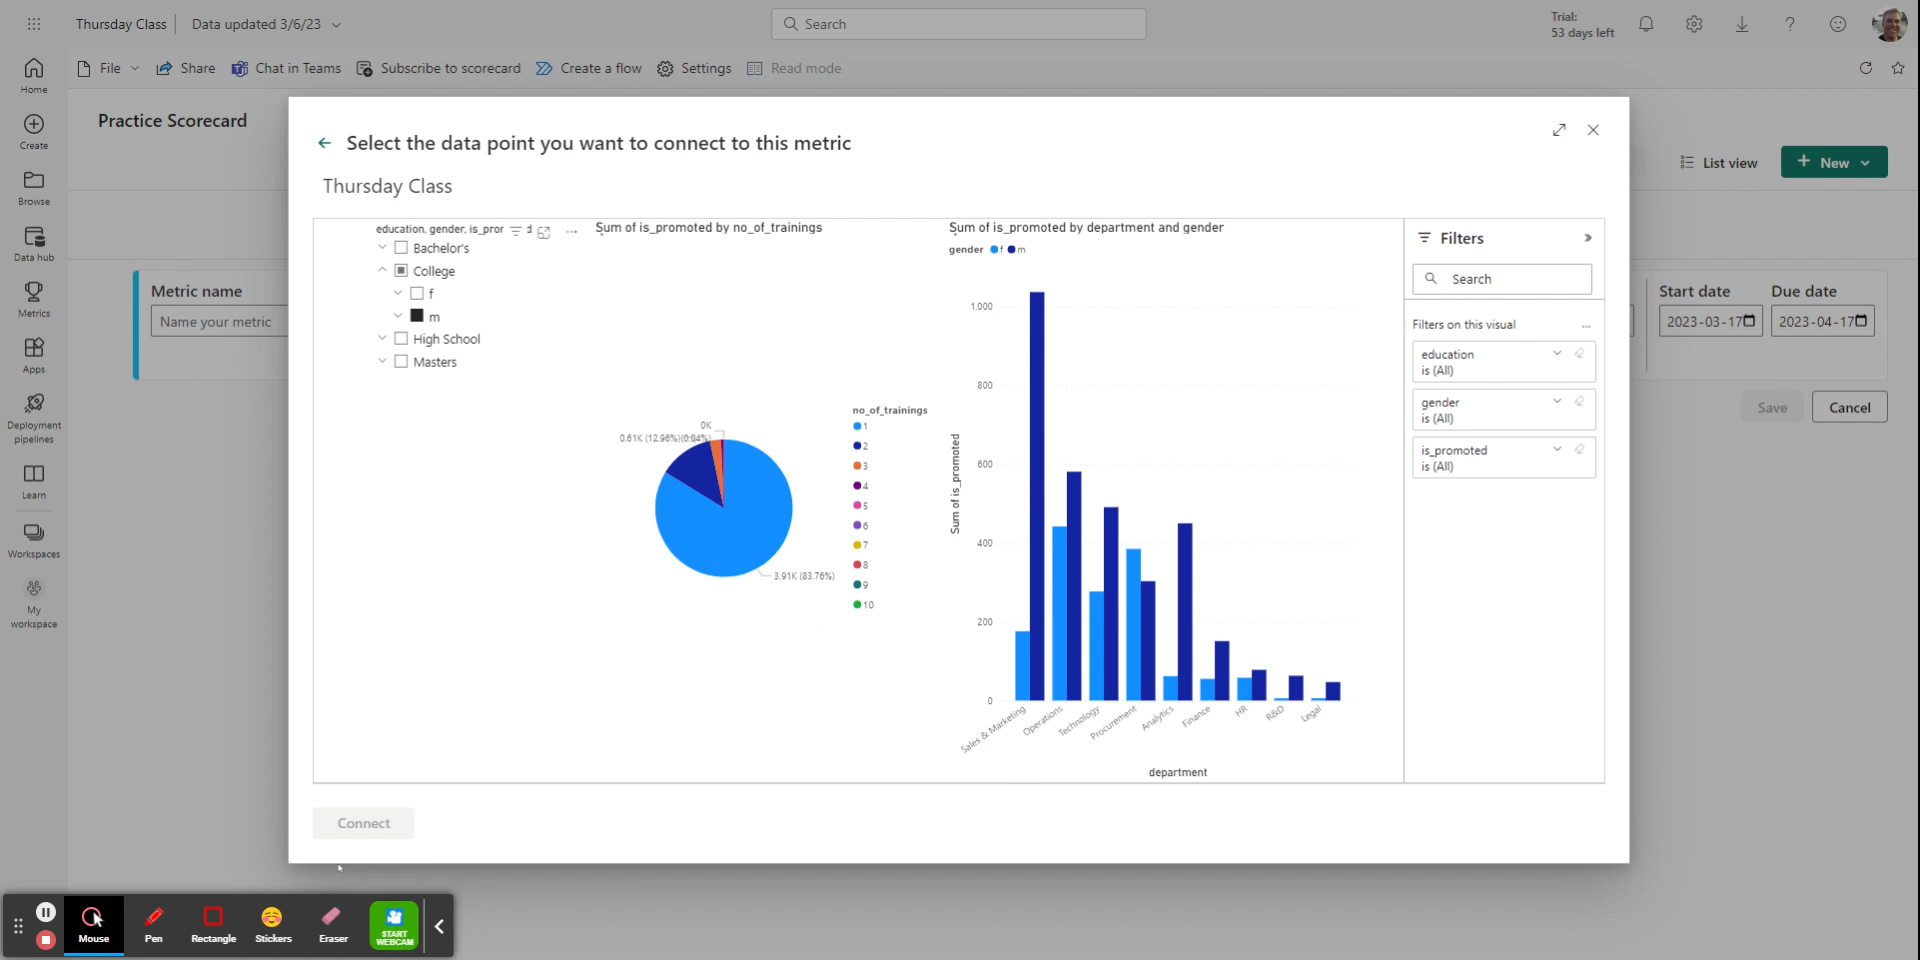 Thursday Class
Data updated 3/6/23
Search
Trial:
53 days left
File
Share
Chat in Teams
Subscribe to scorecard
Create a flow
Settings
Read mode
Home
Create
Browse
Data hub
Metrics
Apps
Deployment
pipelines
Learn
Workspaces
My
workspace
Practice Scorecard
List view
New
Metric name
Name your metric
Start date
Due date
2023-03-17
2023-04-17
Save
Cancel
Select the data point you want to connect to this metric
Thursday Class
education, gender, is_pror
Bachelor's
College
f
m
High School
Masters
Sum of is_promoted by no_of_trainings
0K
0.61K (12.96%)
3.91K (83.76%)
no_of_trainings
1
2
3
4
5
6
7
8
9
10
Sum of is_promoted by department and gender
gender f m
Sum of is_promoted
1,000
800
600
400
200
0
Sales & Marketing
Operations
Technology
Procurement
Analytics
Finance
HR
R&D
Legal
department
Filters
Search
Filters on this visual
education
is (All)
gender
is (All)
is_promoted
is (All)
Connect
Mouse
Pen
Rectangle
Stickers
Eraser
START
WEBCAM